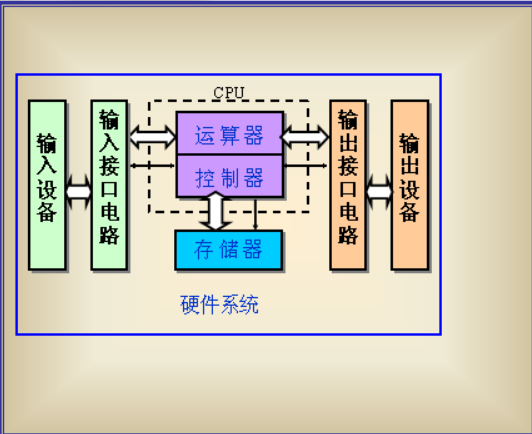 CPU
输入设备
输入接口电路
运算器
控制器
存储器
输出接口电路
输出设备
硬件系统